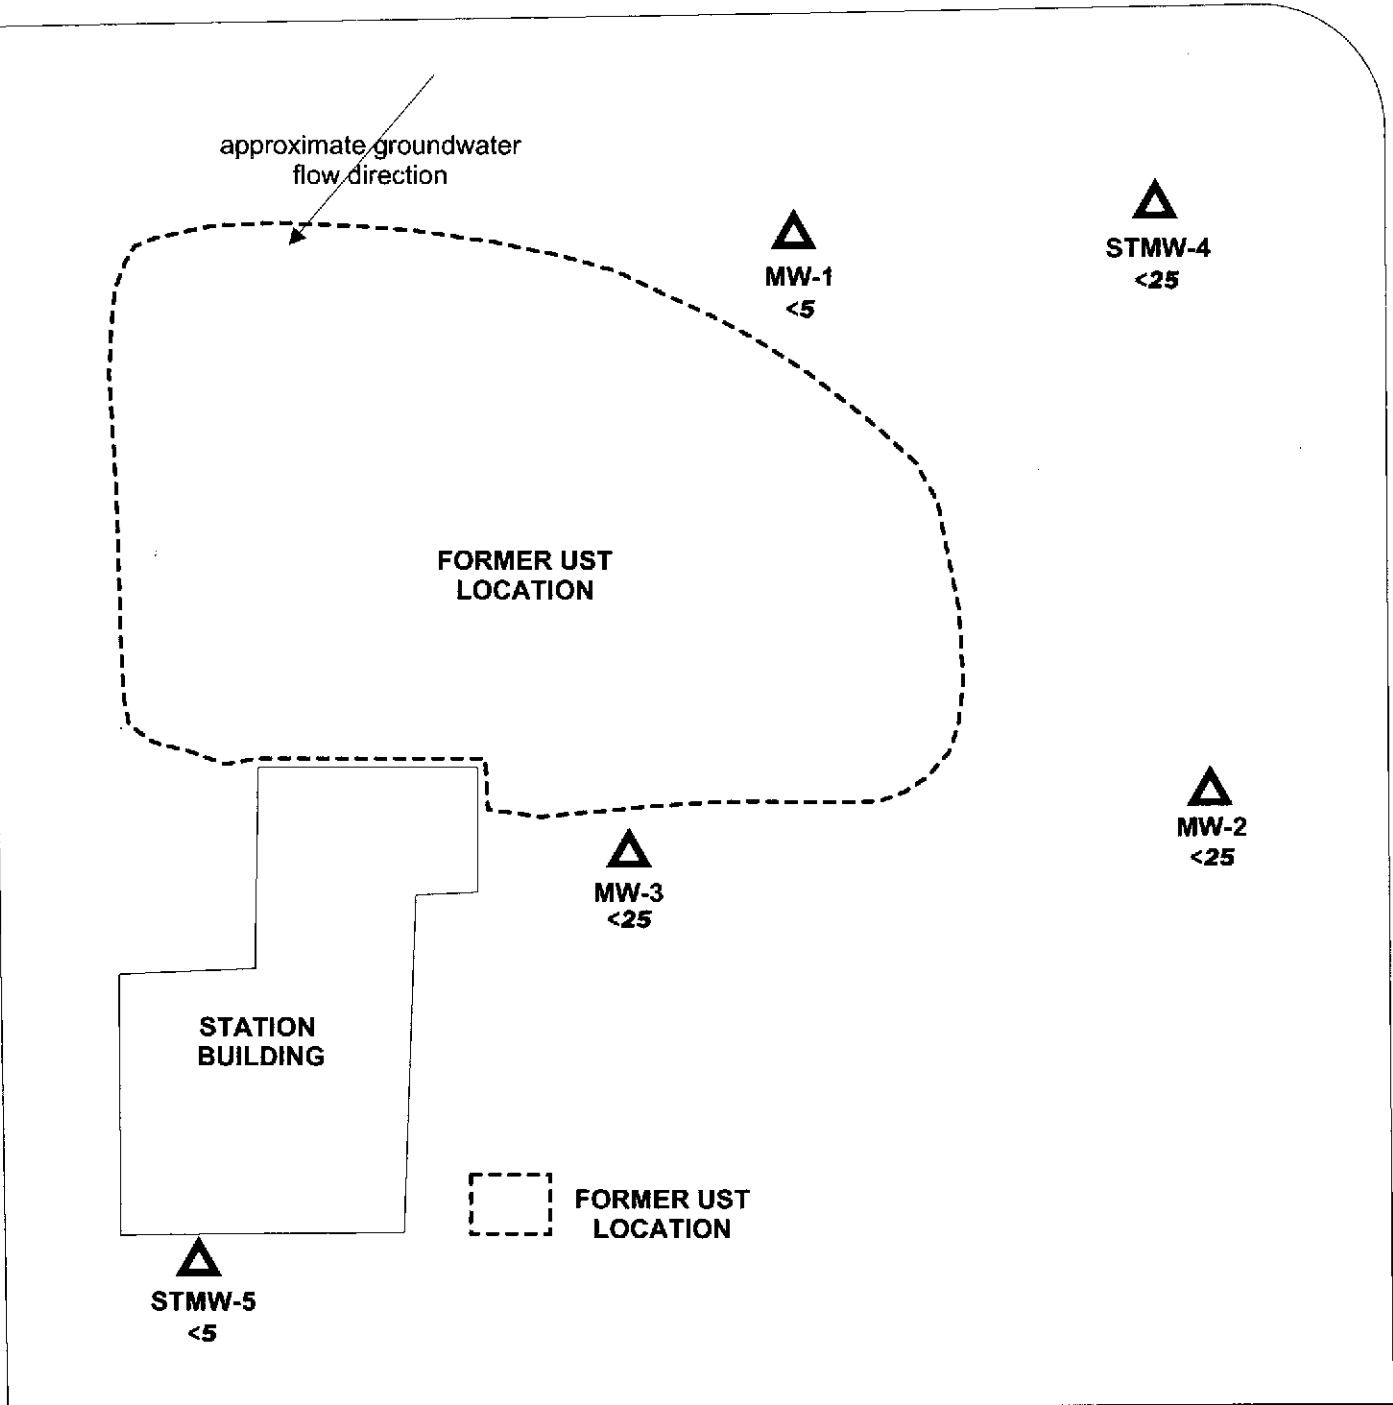 approximate groundwater
flow direction
MW-1
<5
STMW-4
<25
FORMER UST
LOCATION
MW-2
<25
MW-3
<25
STATION
BUILDING
FORMER UST
LOCATION
STMW-5
<5